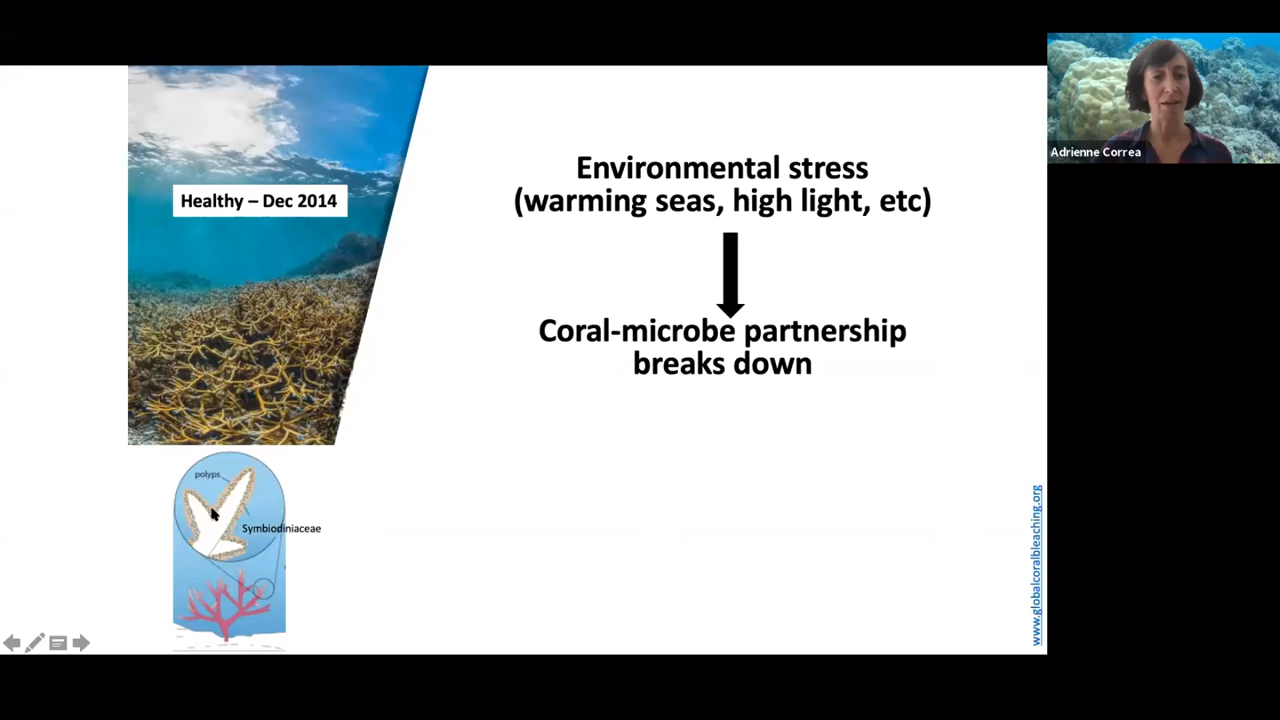 Healthy – Dec 2014
Environmental stress
(warming seas, high light, etc)
Coral-microbe partnership
breaks down
polyps
Symbiodiniaceae
www.globalcoralbleaching.org
Adrienne Correa